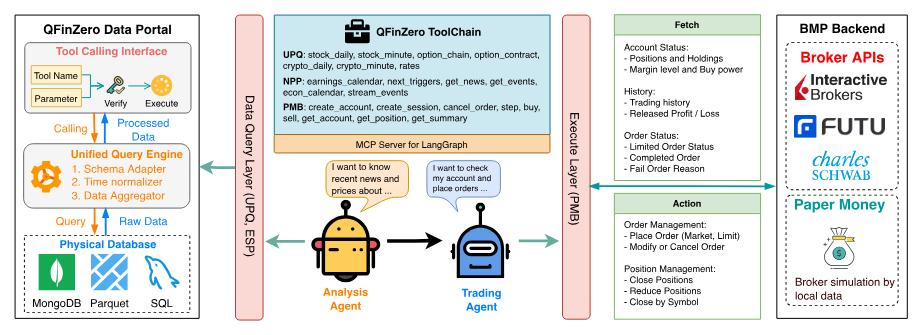 QFinZero Data Portal
Tool Calling Interface
Tool Name
Parameter
Verify
Execute
Calling
Processed
Data
Unified Query Engine
1. Schema Adapter
2. Time normalizer
3. Data Aggregator
Query
Raw Data
Physical Database
MongoDB
Parquet
SQL
Data Query Layer (UPQ, ESP)
QFinZero ToolChain
UPQ: stock_daily, stock_minute, option_chain, option_contract,
crypto_daily, crypto_minute, rates
NPP: earnings_calendar, next_triggers, get_news, get_events,
econ_calendar, stream_events
PMB: create_account, create_session, cancel_order, step, buy,
sell, get_account, get_position, get_summary
MCP Server for LangGraph
I want to know
recent news and
prices about ...
I want to check
my account and
place orders ...
Analysis
Agent
Trading
Agent
Execute Layer (PMB)
Fetch
Account Status:
- Positions and Holdings
- Margin level and Buy power
History:
- Trading history
- Released Profit / Loss
Order Status:
- Limited Order Status
- Completed Order
- Fail Order Reason
Action
Order Management:
- Place Order (Market, Limit)
- Modify or Cancel Order
Position Management:
- Close Positions
- Reduce Positions
- Close by Symbol
BMP Backend
Broker APIs
Interactive
Brokers
FUTU
charles
SCHWAB
Paper Money
$
Broker simulation by
local data